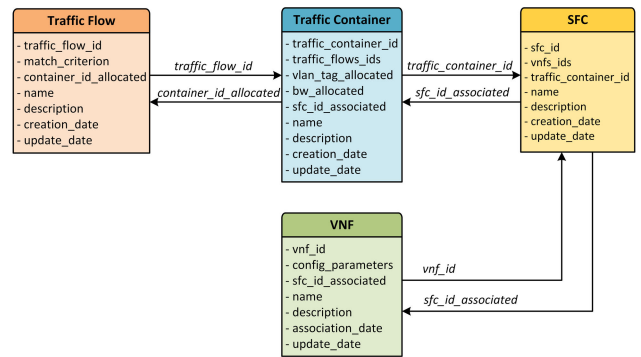 Traffic Flow
- traffic_flow_id
- match_criterion
- container_id_allocated
- name
- description
- creation_date
- update_date
traffic_flow_id
container_id_allocated
Traffic Container
- traffic_container_id
- traffic_flows_ids
- vlan_tag_allocated
- bw_allocated
- sfc_id_associated
- name
- description
- creation_date
- update_date
traffic_container_id
sfc_id_associated
SFC
- sfc_id
- vnfs_ids
- traffic_container_id
- name
- description
- creation_date
- update_date
VNF
- vnf_id
- config_parameters
- sfc_id_associated
- name
- description
- association_date
- update_date
vnf_id
sfc_id_associated